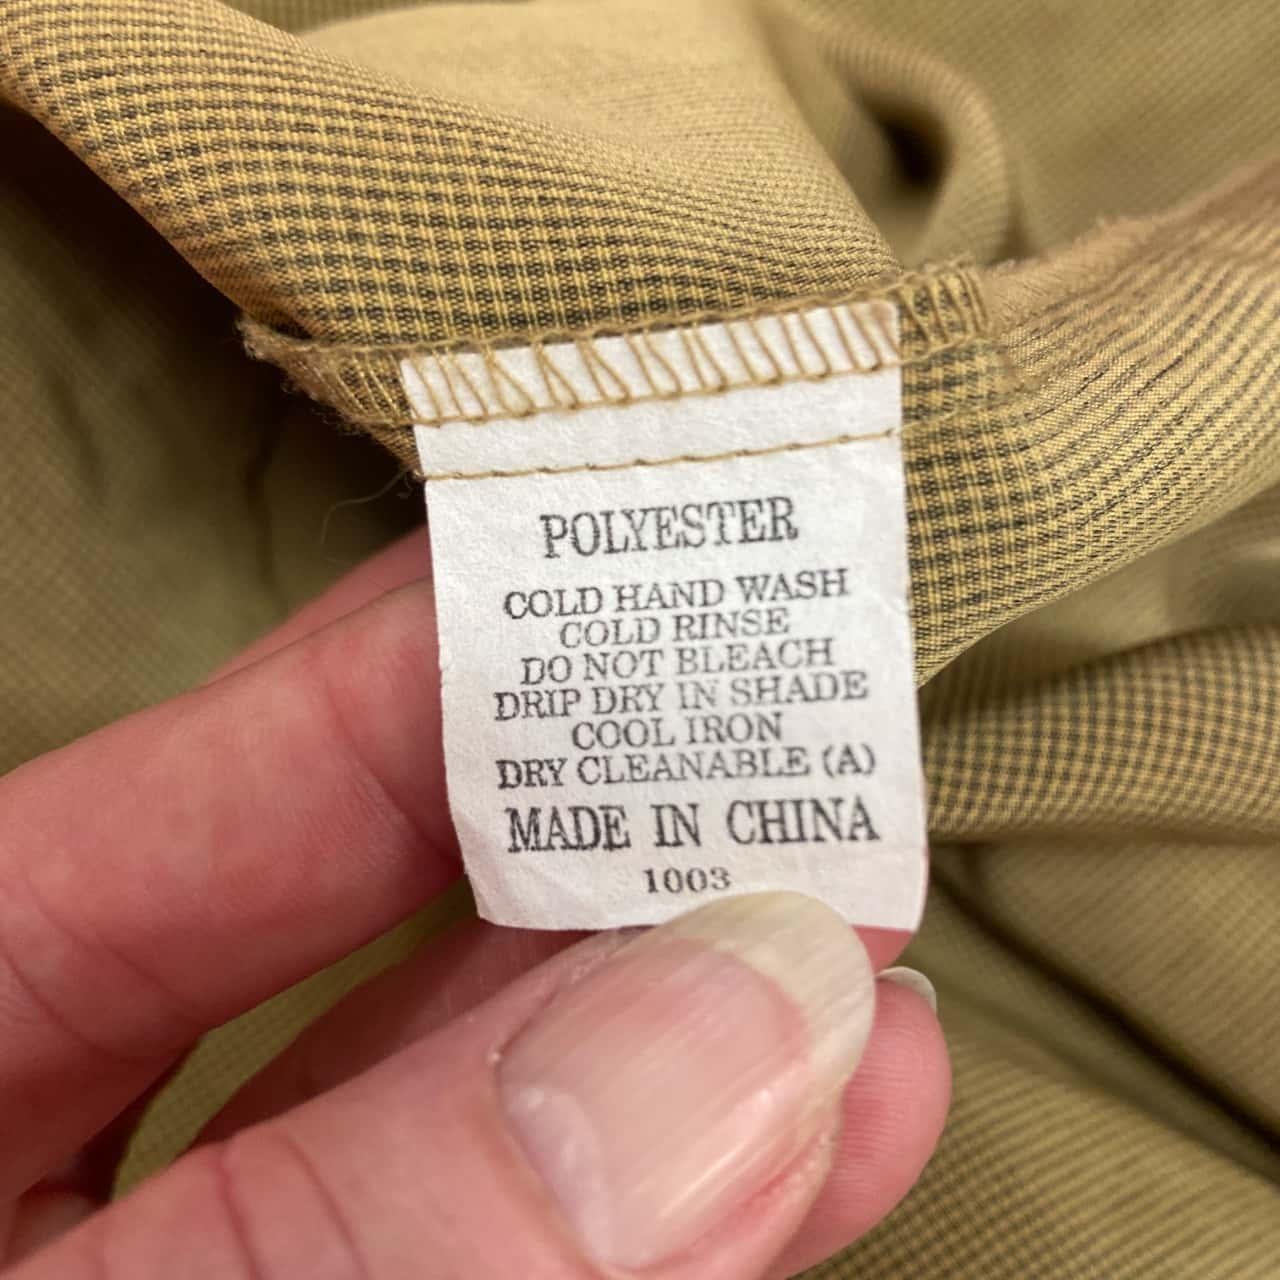 POLYESTER
COLD HAND WASH
COLD RINSE
DO NOT BLEACH
DRIP DRY IN SHADE
COOL IRON
DRY CLEANABLE (A)
MADE IN CHINA
1003